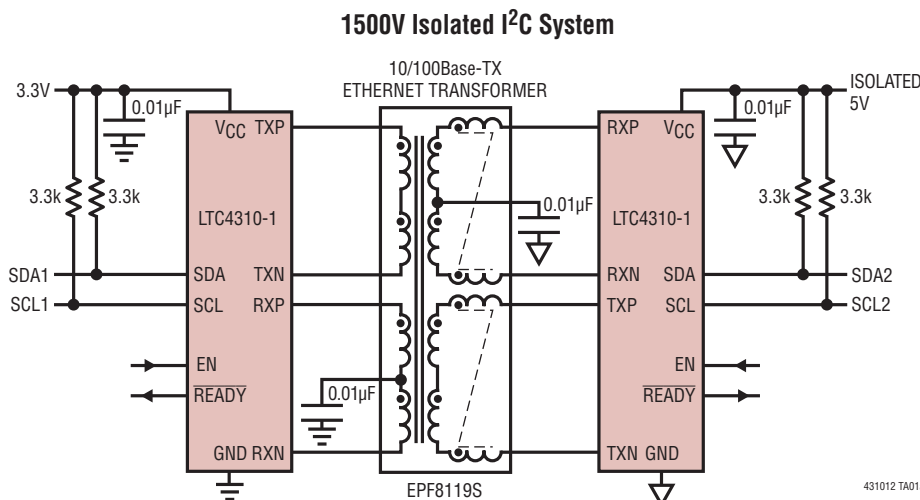 1500V Isolated I²C System
10/100Base-TX
ETHERNET TRANSFORMER
3.3V
0.01µF
3.3k
3.3k
VCC TXP
LTC4310-1
SDA TXN
SCL RXP
EN
READY
GND RXN
SDA1
SCL1
0.01µF
0.01µF
EPF8119S
RXP VCC
LTC4310-1
RXN SDA
TXP SCL
EN
READY
TXN GND
0.01µF
ISOLATED
5V
3.3k
3.3k
SDA2
SCL2
431012 TA01